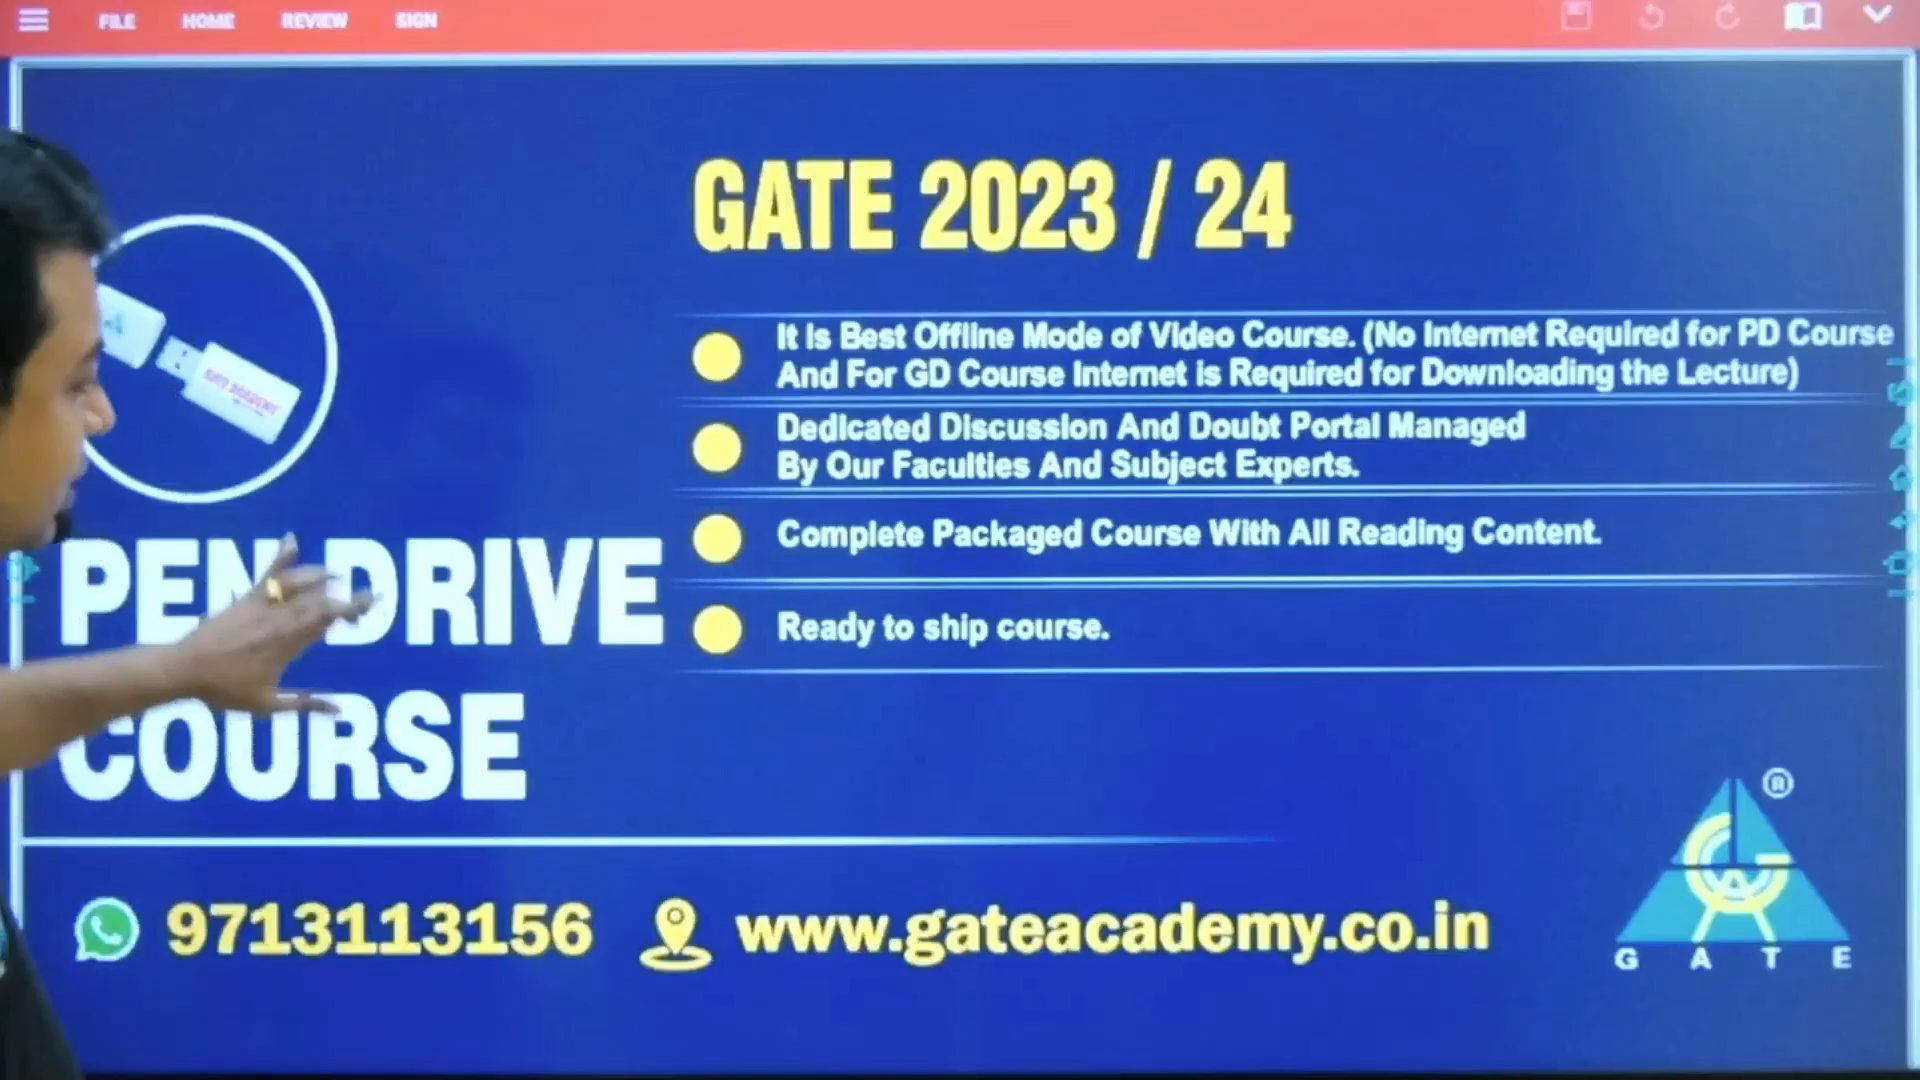 FILE HOME REVIEW SIGN
GATE 2023 / 24
It Is Best Offline Mode of Video Course. (No Internet Required for PD Course
And For GD Course Internet is Required for Downloading the Lecture)
Dedicated Discussion And Doubt Portal Managed
By Our Faculties And Subject Experts.
Complete Packaged Course With All Reading Content.
Ready to ship course.
GATE ACADEMY
PEN DRIVE
COURSE
9713113156
www.gateacademy.co.in
®
GATE